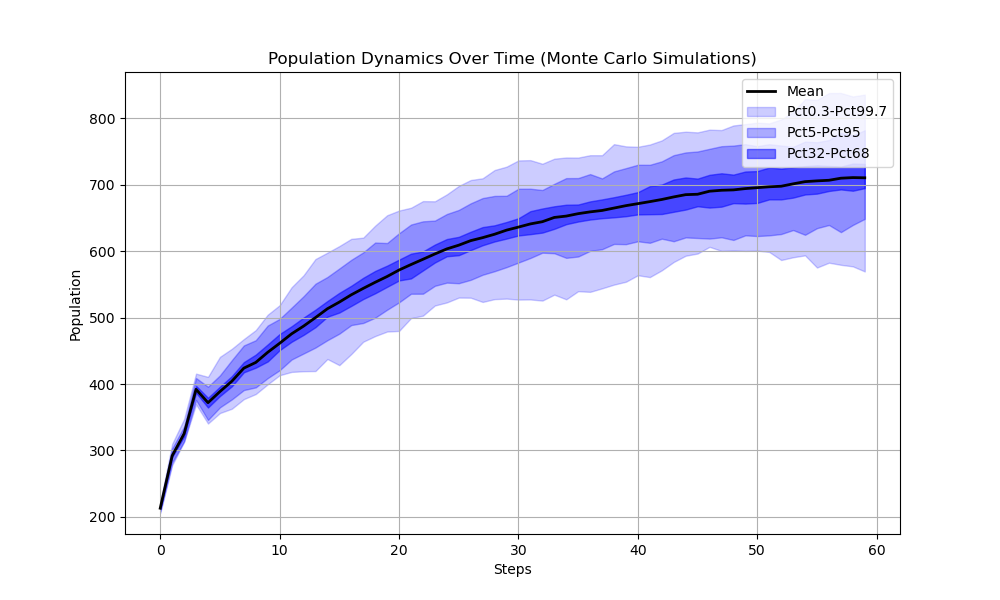 Population Dynamics Over Time (Monte Carlo Simulations)
Mean
Pct0.3-Pct99.7
Pct5-Pct95
Pct32-Pct68
800
700
600
500
400
300
200
Population
0 10 20 30 40 50 60
Steps